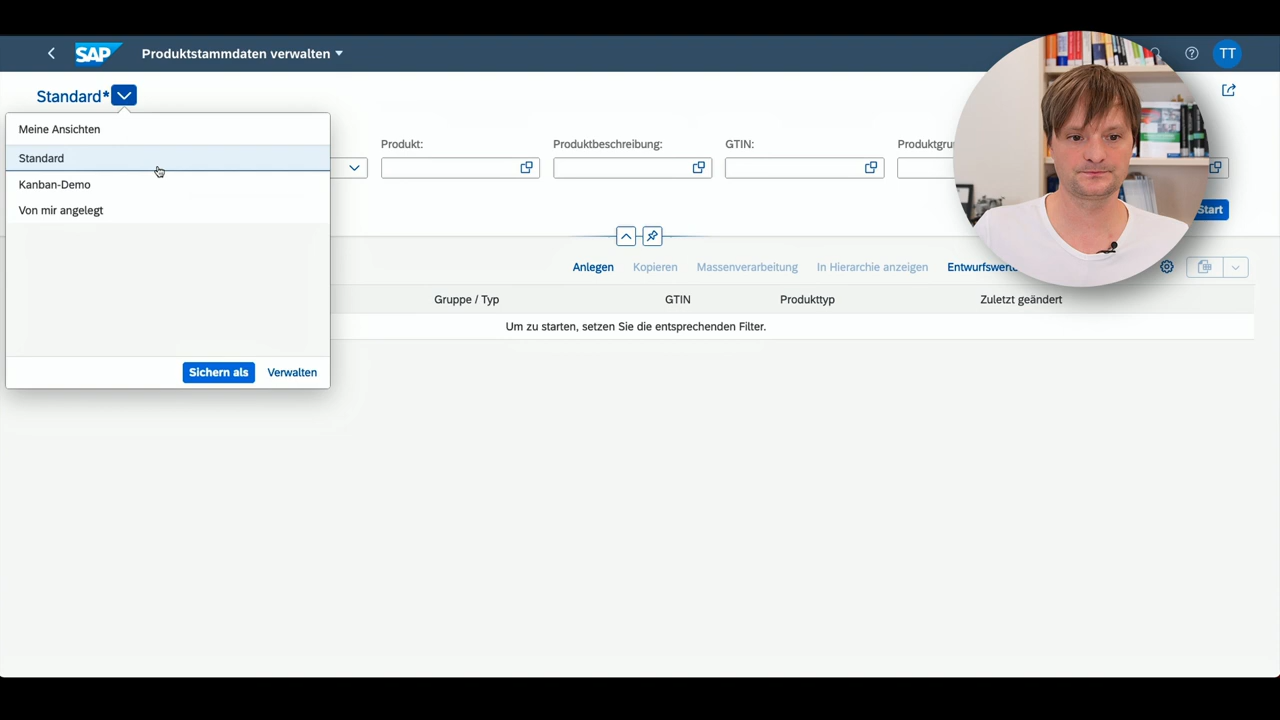 SAP
Produktstammdaten verwalten
TT
Standard*
Meine Ansichten
Standard
Kanban-Demo
Von mir angelegt
Sichern als
Verwalten
Produkt:
Produktbeschreibung:
GTIN:
Start
Anlegen
Kopieren
Massenverarbeitung
In Hierarchie anzeigen
Gruppe / Typ
GTIN
Produkttyp
Zuletzt geändert
Um zu starten, setzen Sie die entsprechenden Filter.